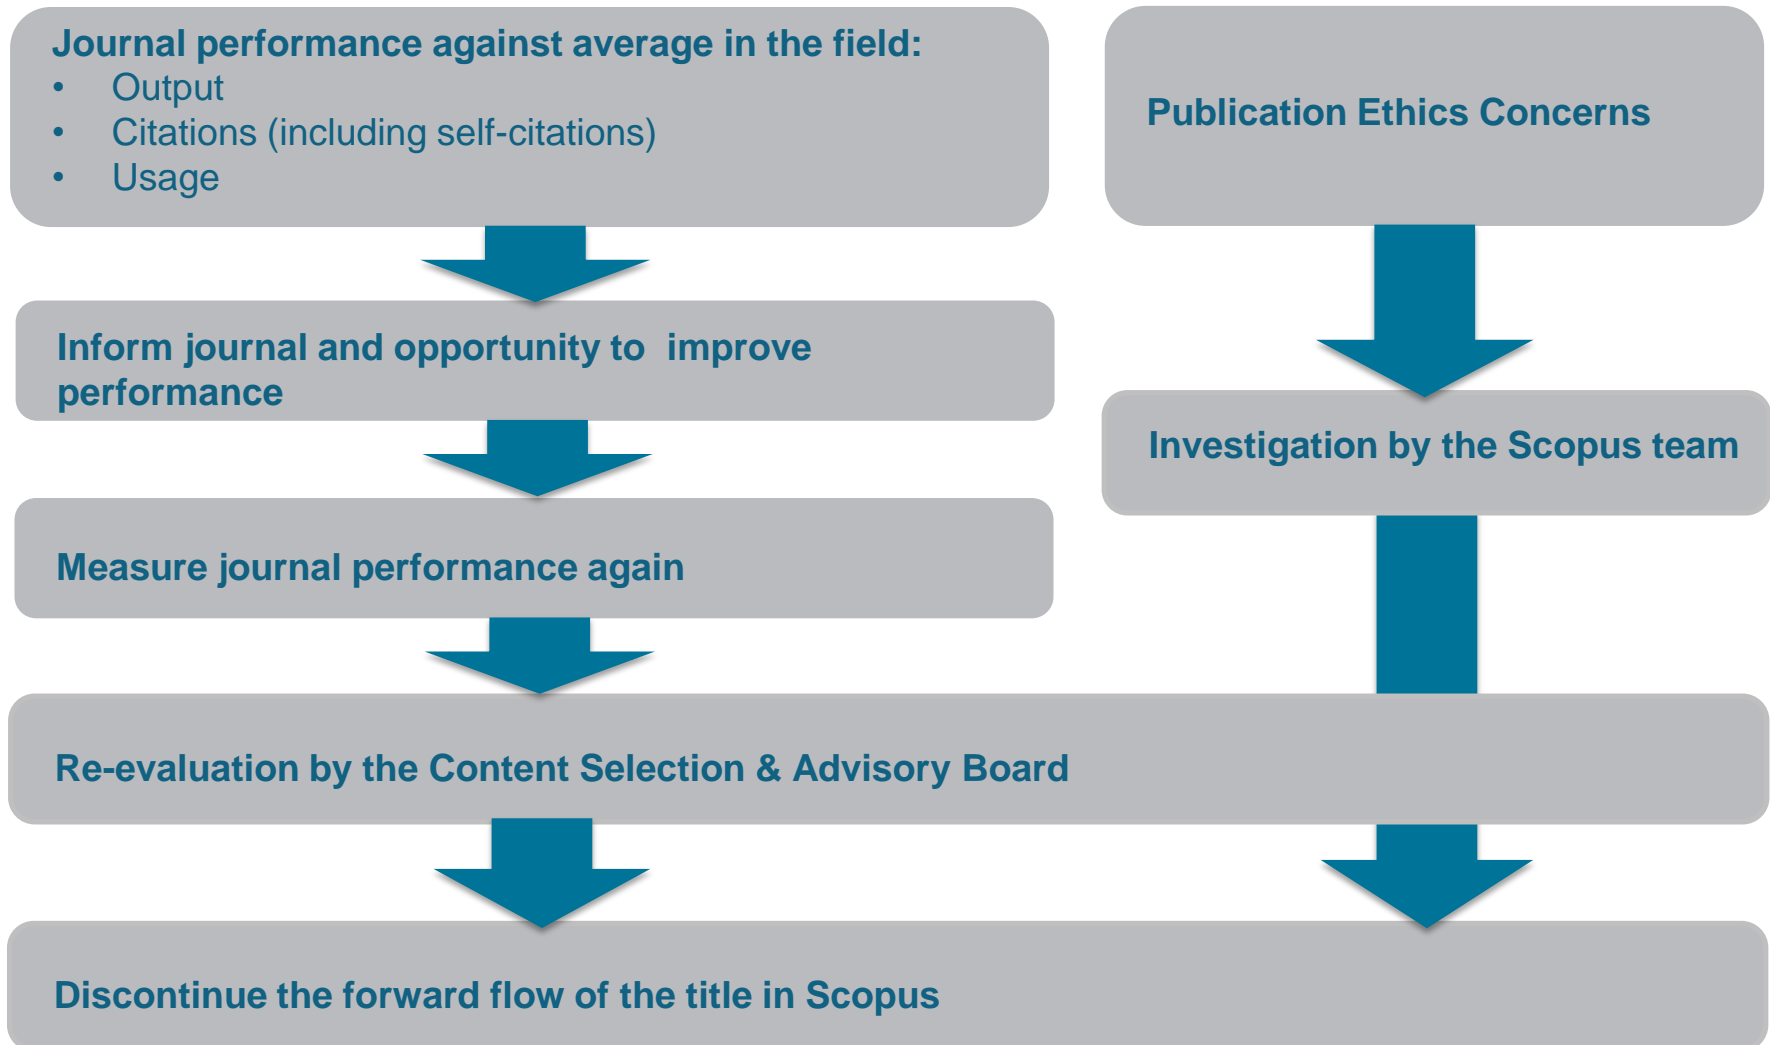 Journal performance against average in the field:
• Output
• Citations (including self-citations)
• Usage
Publication Ethics Concerns
Inform journal and opportunity to  improve
performance
Investigation by the Scopus team
Measure journal performance again
Re-evaluation by the Content Selection & Advisory Board
Discontinue the forward flow of the title in Scopus